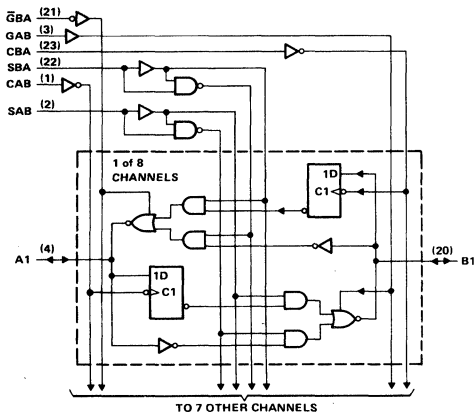 G̅BA (21)
GAB (3)
CBA (23)
SBA (22)
CAB (1)
SAB (2)
1 of 8
CHANNELS
1D
C1
A1 (4)
(20) B1
1D
C1
TO 7 OTHER CHANNELS